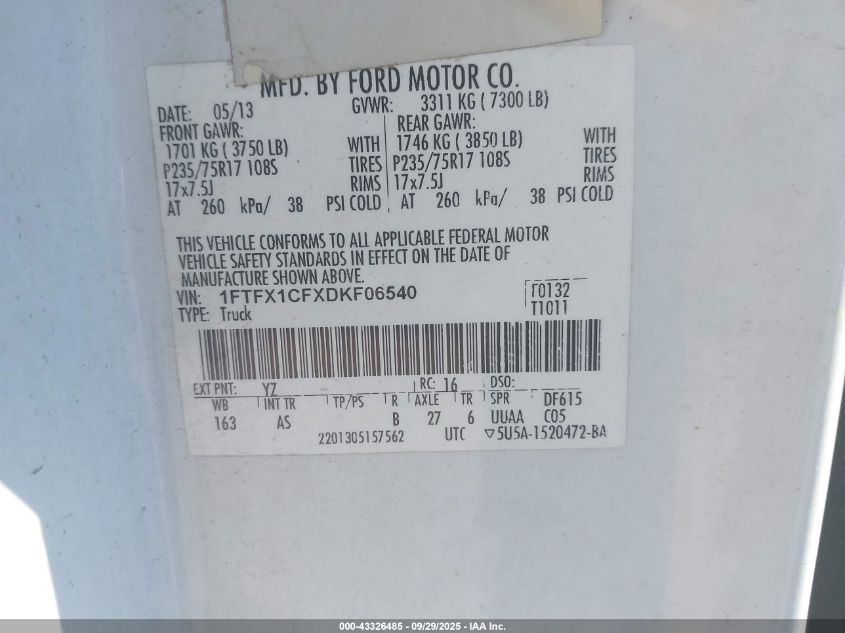 MFD. BY FORD MOTOR CO.
DATE: 05/13 GVWR: 3311 KG ( 7300 LB)
FRONT GAWR: REAR GAWR:
1701 KG ( 3750 LB) WITH 1746 KG ( 3850 LB) WITH
P235/75R17 108S TIRES P235/75R17 108S TIRES
17x7.5J RIMS 17x7.5J RIMS
AT 260 kPa/ 38 PSI COLD AT 260 kPa/ 38 PSI COLD
THIS VEHICLE CONFORMS TO ALL APPLICABLE FEDERAL MOTOR
VEHICLE SAFETY STANDARDS IN EFFECT ON THE DATE OF
MANUFACTURE SHOWN ABOVE.
VIN: 1FTFX1CFXDKF06540 F0132
TYPE: Truck T1011
EXT PNT: YZ RC: 16 DSO:
WB INT TR TP/PS R AXLE TR SPR DF615
163 AS B 27 6 UUAA C05
2201305157562 UTC ▽5U5A-1520472-BA
000-43326485 - 09/29/2025 - IAA Inc.